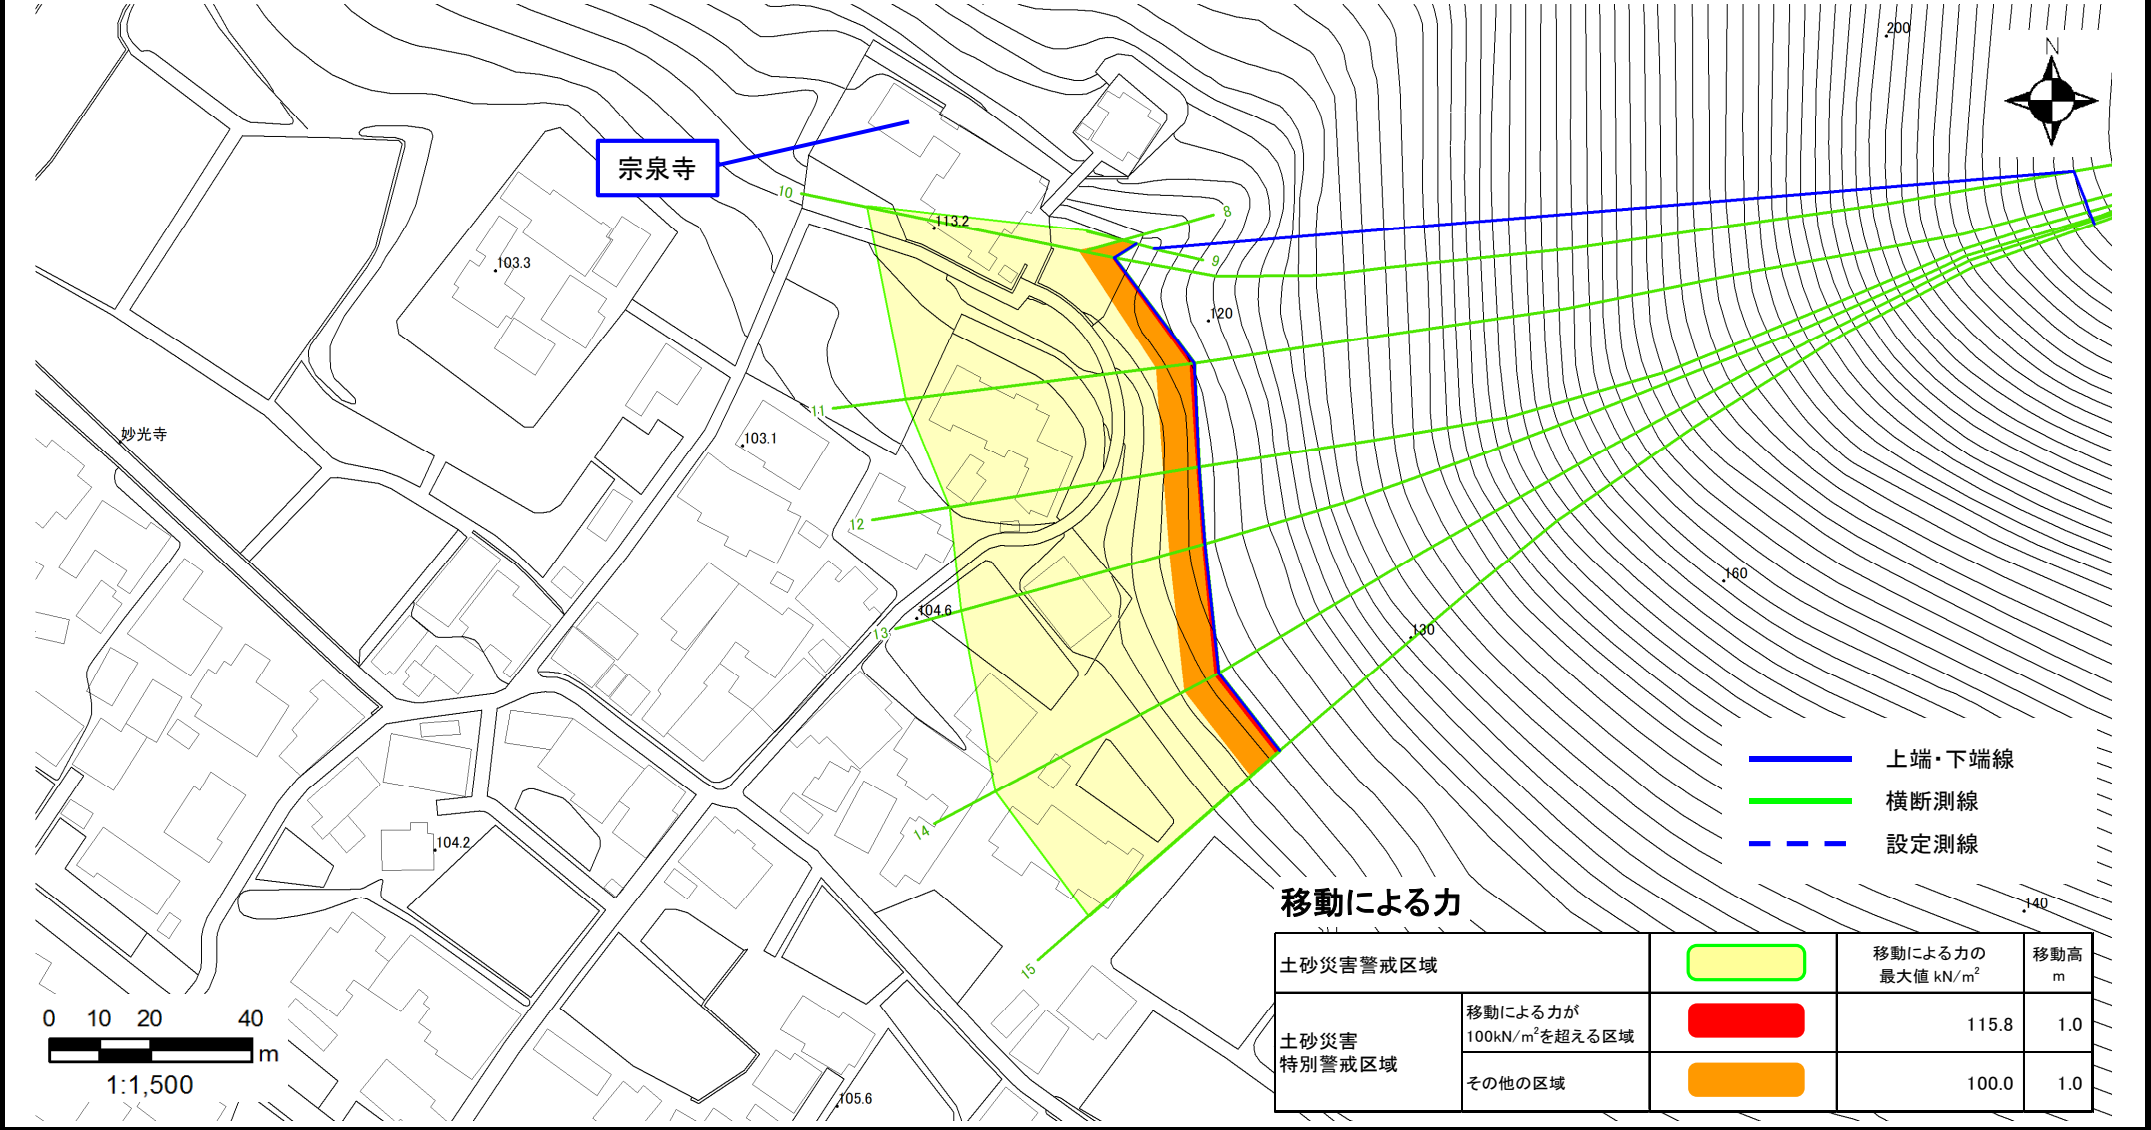 200
N
宗泉寺
10
8
113.2
9
103.3
120
11
妙光寺
103.1
12
160
104.6
13
130
上端・下端線
横断測線
14
104.2
設定測線
移動による力
140
土砂災害警戒区域
移動による力の
最大値 kN/m²
移動高
m
15
土砂災害
特別警戒区域
移動による力が
100kN/m²を超える区域
115.8
1.0
その他の区域
100.0
1.0
0 10 20 40
m
1:1,500
105.6